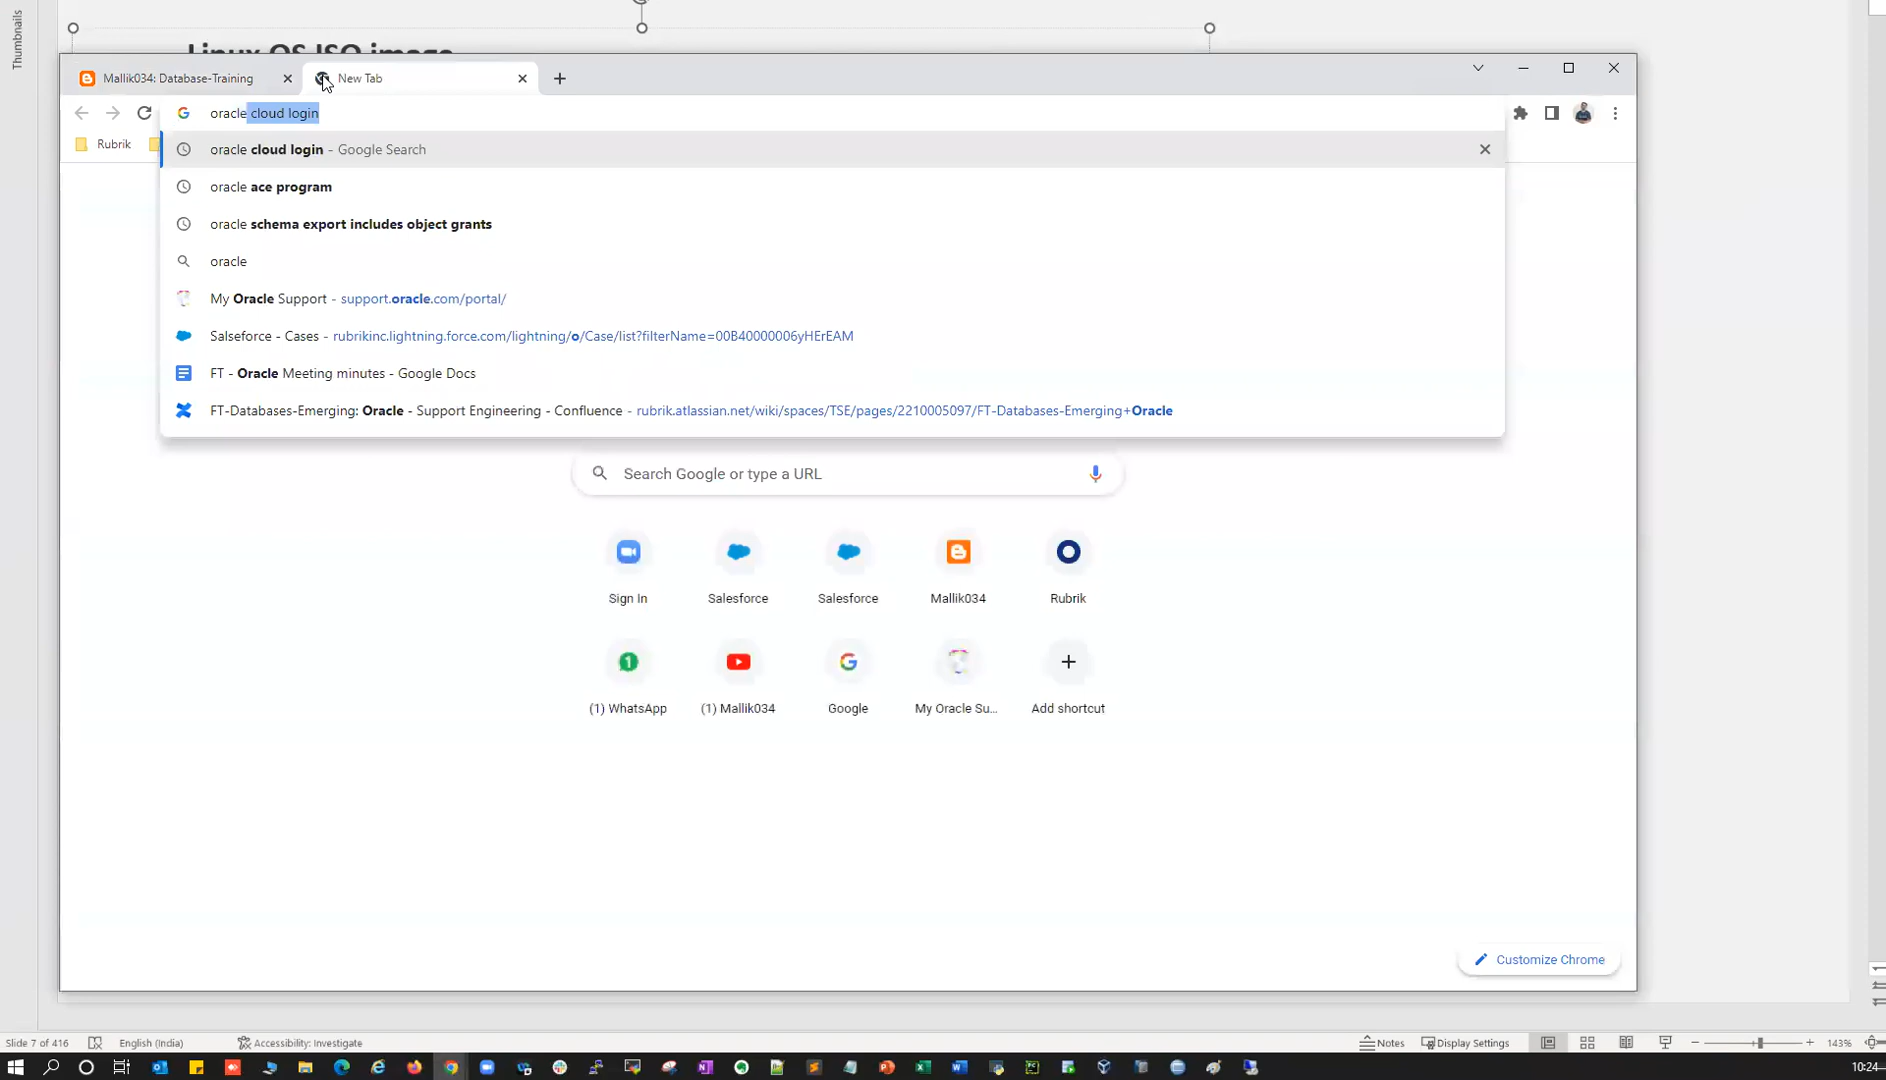 Thumbnails
Linux OS ISO image
Mallik034: Database-Training
New Tab
oracle cloud login
Rubrik
oracle cloud login - Google Search
oracle ace program
oracle schema export includes object grants
oracle
My Oracle Support - support.oracle.com/portal/
Salseforce - Cases - rubrikinc.lightning.force.com/lightning/o/Case/list?filterName=00B40000006yHErEAM
FT - Oracle Meeting minutes - Google Docs
FT-Databases-Emerging: Oracle - Support Engineering - Confluence - rubrik.atlassian.net/wiki/spaces/TSE/pages/2210005097/FT-Databases-Emerging+Oracle
Search Google or type a URL
Sign In Salesforce Salesforce Mallik034 Rubrik
(1) WhatsApp (1) Mallik034 Google My Oracle Su... Add shortcut
Customize Chrome
Slide 7 of 416 English (India) Accessibility: Investigate Notes Display Settings 143%
10:24